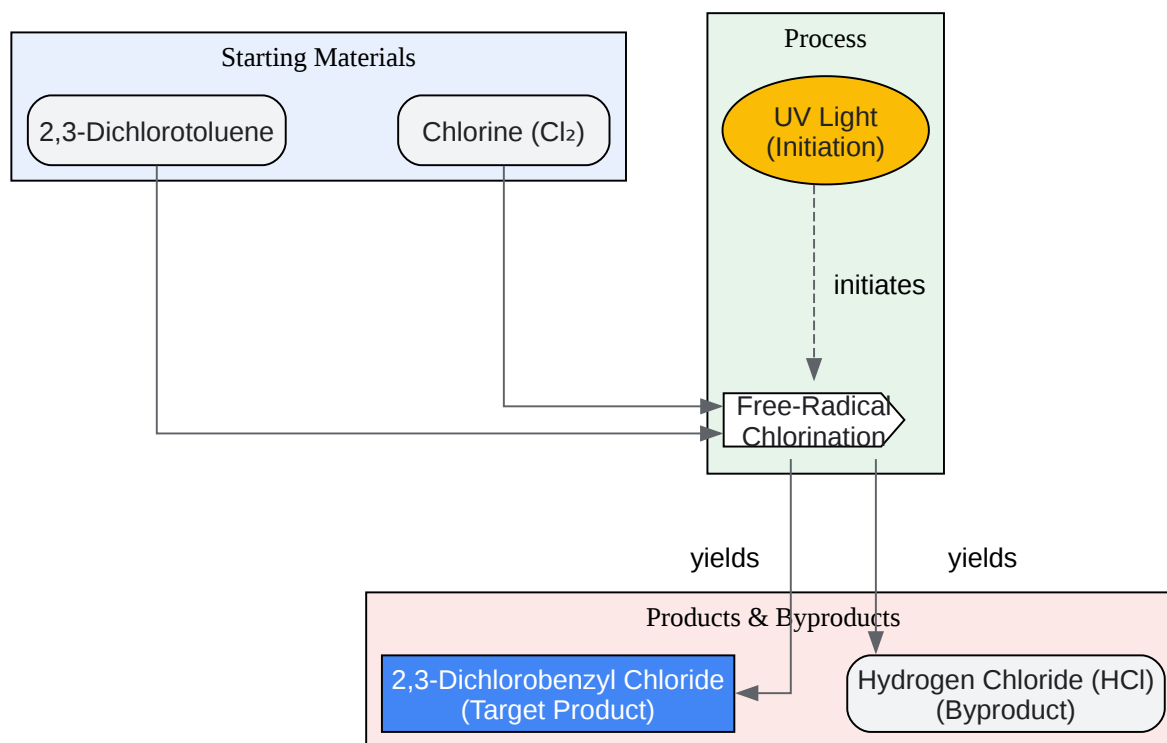 Starting Materials
2,3-Dichlorotoluene
Chlorine (Cl₂)
Process
UV Light
(Initiation)
initiates
Free-Radical
Chlorination
yields
yields
Products & Byproducts
2,3-Dichlorobenzyl Chloride
(Target Product)
Hydrogen Chloride (HCl)
(Byproduct)